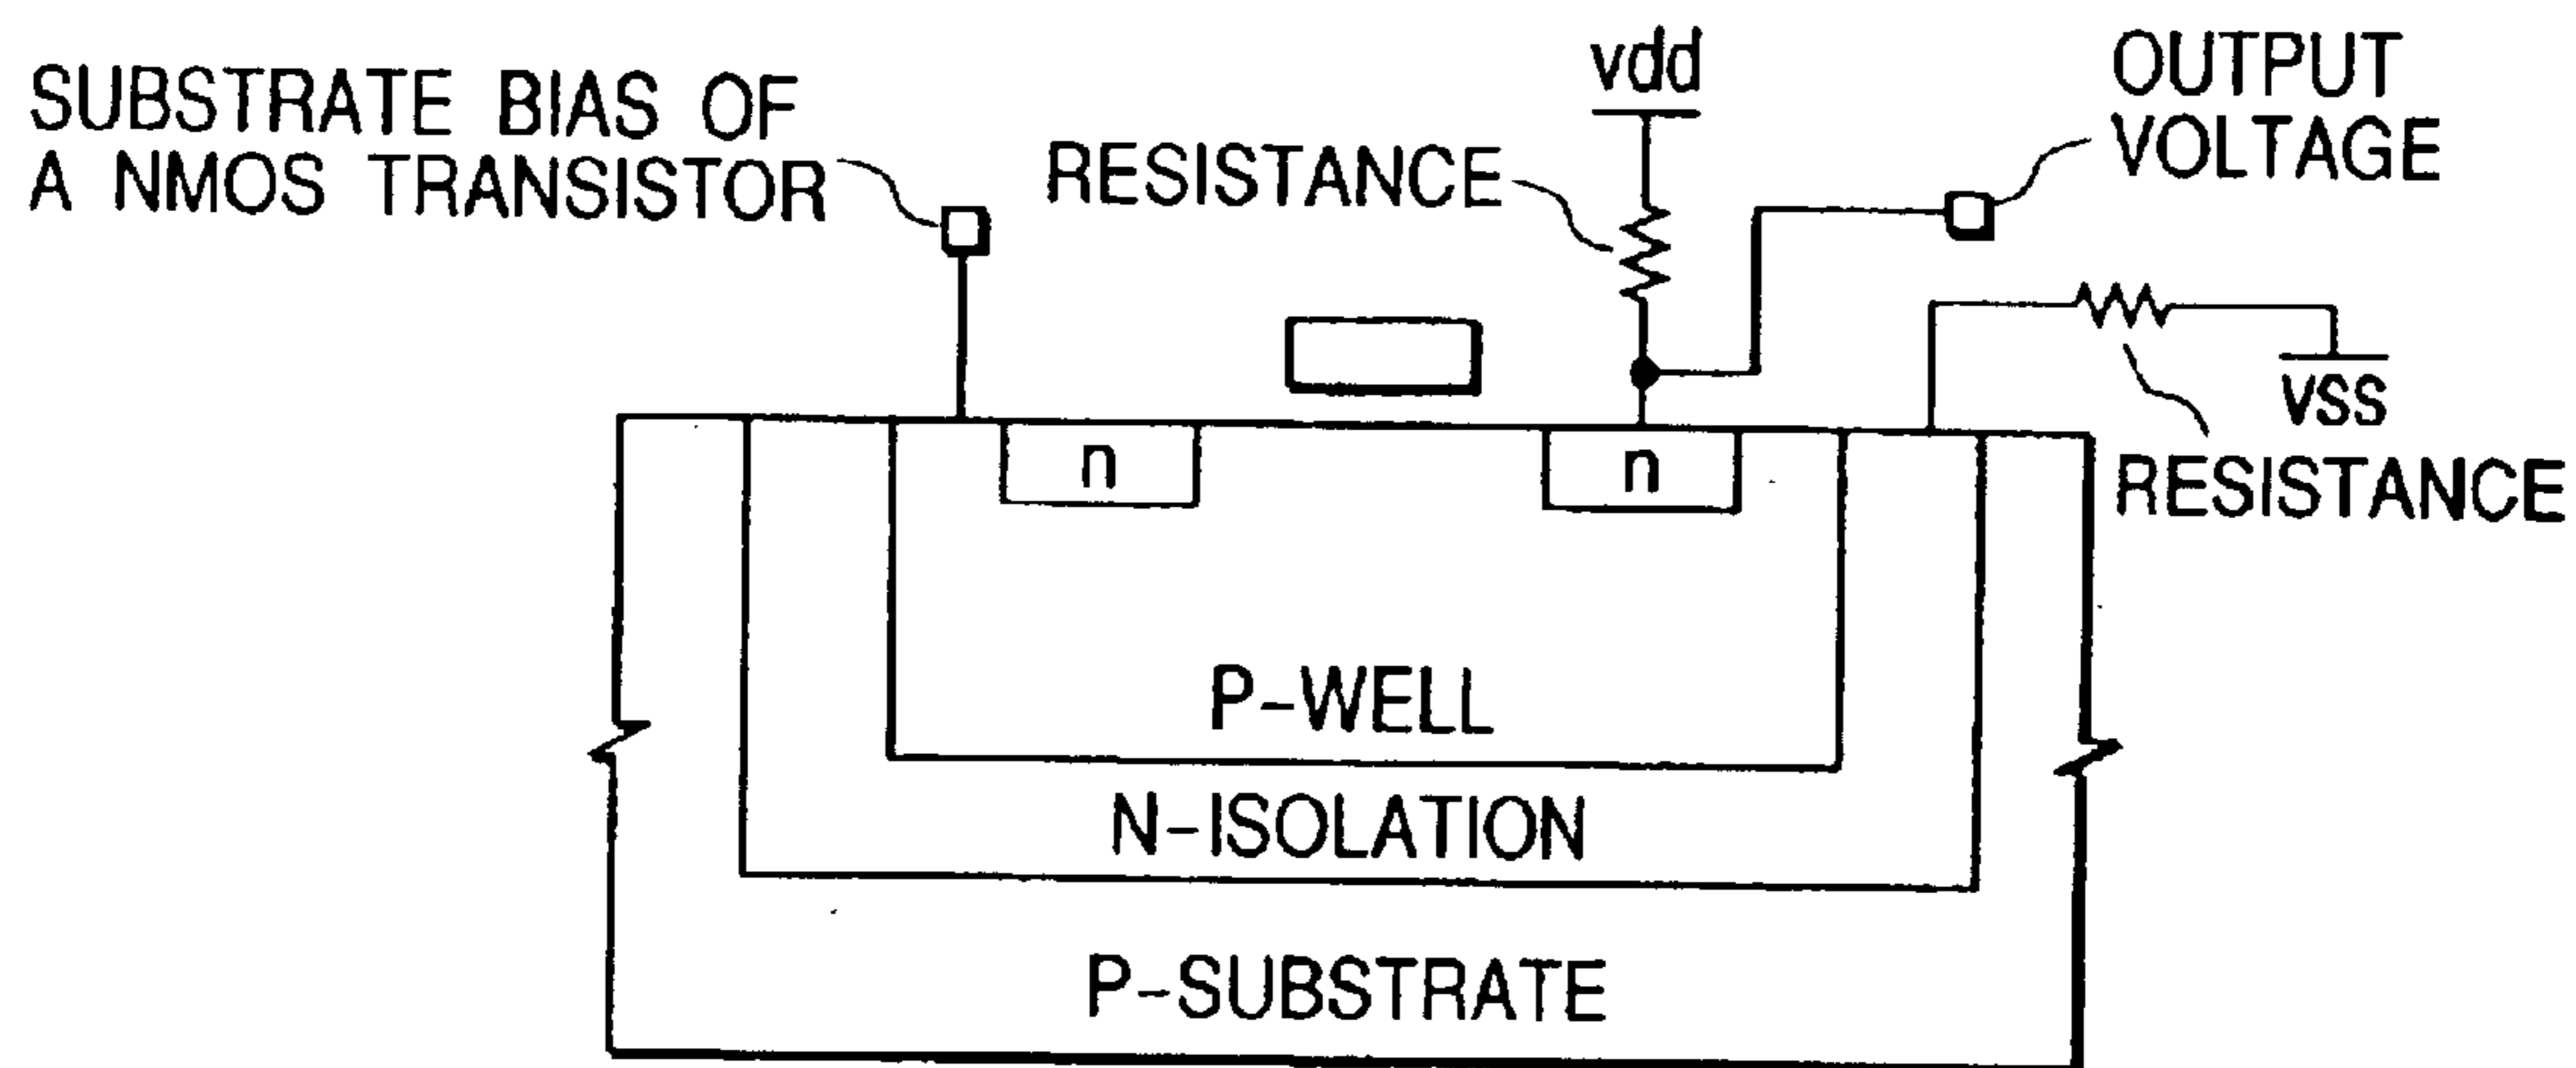 SUBSTRATE BIAS OF
A NMOS TRANSISTOR
RESISTANCE
vdd
OUTPUT
VOLTAGE
vss
RESISTANCE
n
n
P-WELL
N-ISOLATION
P-SUBSTRATE